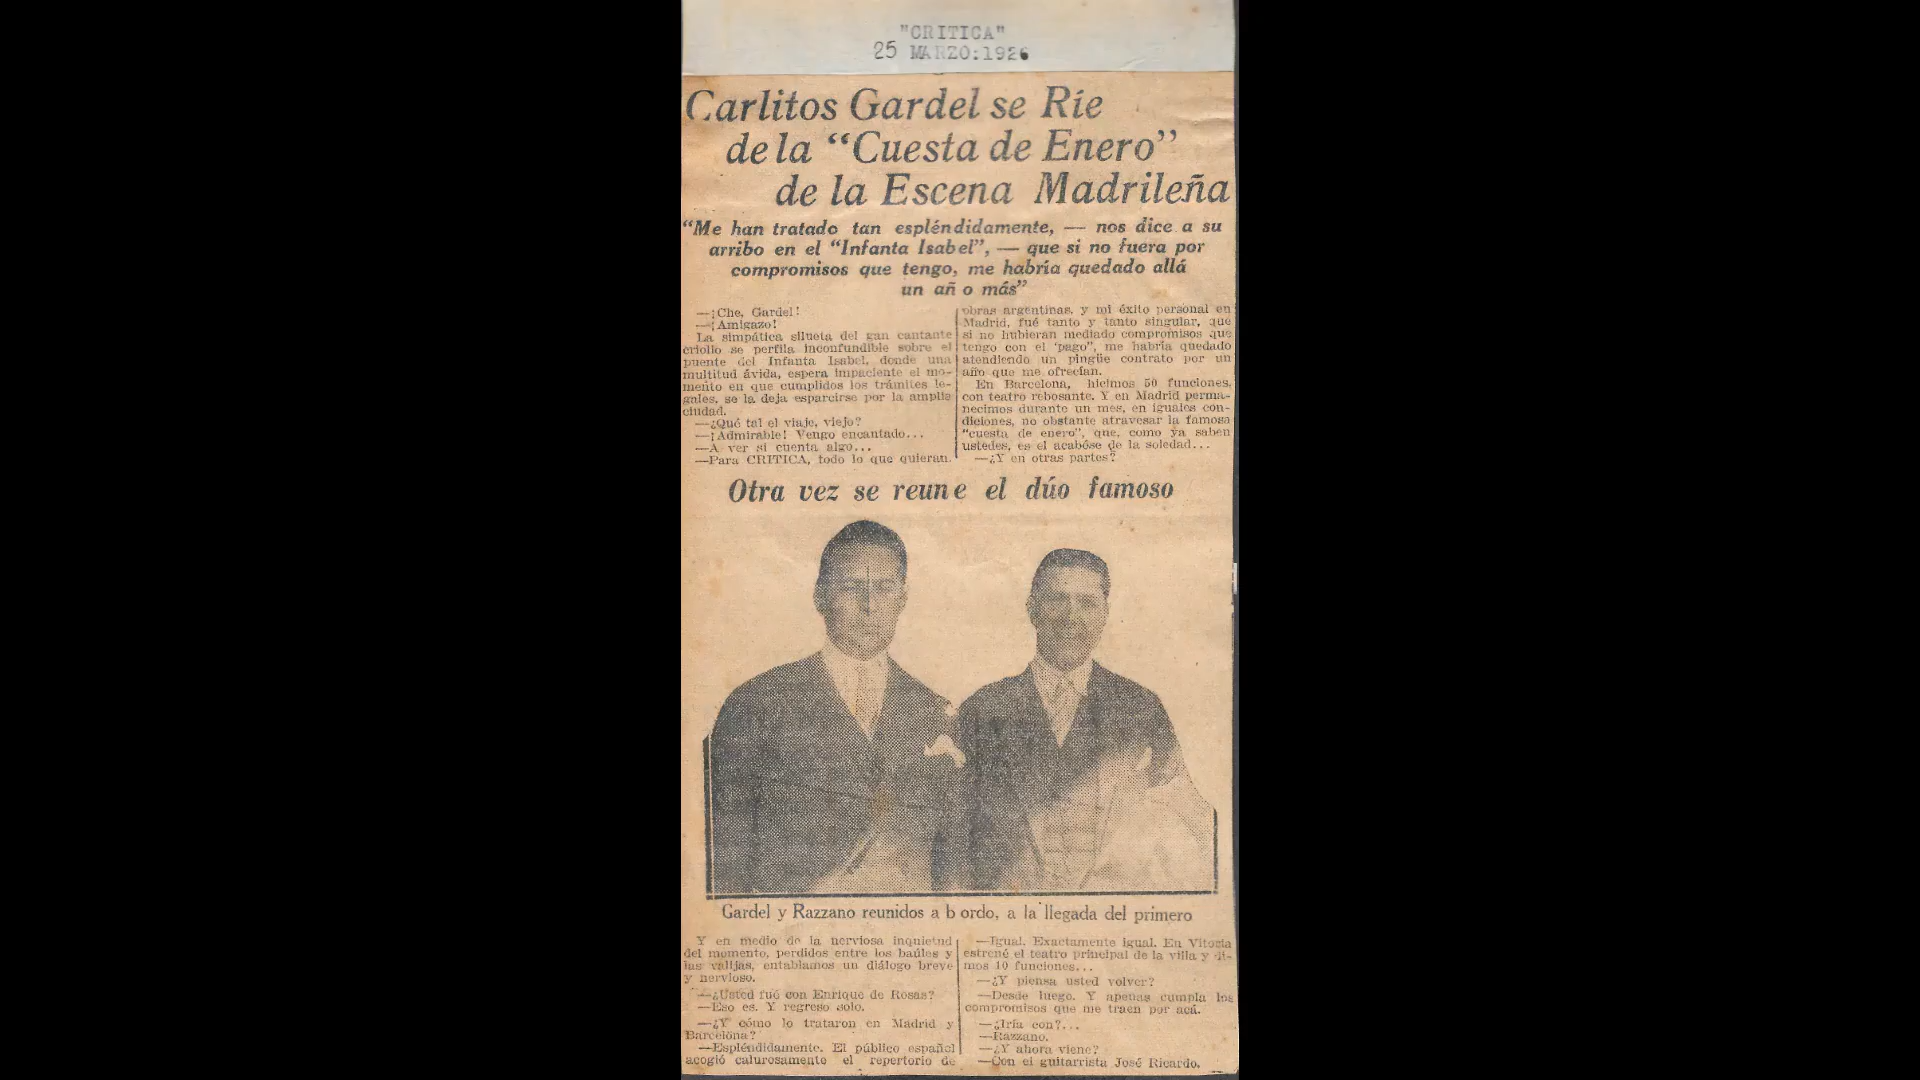 "CRITICA"
25 MARZO:1926
Carlitos Gardel se Ríe
de la “Cuesta de Enero”
de la Escena Madrileña
“Me han tratado tan espléndidamente, — nos dice a su
arribo en el “Infanta Isabel”, — que si no fuera por
compromisos que tengo, me habría quedado allá
un añ o más”
—¡Che, Gardel!
—¡Amigazo!
La simpática silueta del gan cantante
criollo se perfila inconfundible sobre el
puente del Infanta Isabel, donde una
multitud ávida, espera impaciente el mo-
mento en que cumplidos los trámites le-
gales, se la deja esparcirse por la amplia
ciudad.
—¿Qué tal el viaje, viejo?
—¡Admirable! Vengo encantado...
—A ver si cuenta algo...
—Para CRITICA, todo lo que quieran.
Otra vez se reune el dúo famoso
Gardel y Razzano reunidos a b ordo, a la llegada del primero
Y en medio de la nerviosa inquietud
del momento, perdidos entre los baúles y
las valijas, entablamos un diálogo breve
y nervioso.
—¿Usted fué con Enrique de Rosas?
—Eso es. Y regreso solo.
—¿Y cómo lo trataron en Madrid y
Barcelona?
—Espléndidamente. El público español
acogió calurosamente el repertorio de
obras argentinas, y mi éxito personal en
Madrid, fué tanto y tanto singular, que
si no hubieran mediado compromisos que
tengo con el "pago", me habría quedado
atendiendo un pingüe contrato por un
año que me ofrecían.
En Barcelona, hicimos 50 funciones,
con teatro rebosante. Y en Madrid perma-
necimos durante un mes, en iguales con-
diciones, no obstante atravesar la famosa
"cuesta de enero", que, como ya saben
ustedes, es el acabóse de la soledad...
—¿Y en otras partes?
—Igual. Exactamente igual. En Vitoria
estrené el teatro principal de la villa y di-
mos 10 funciones...
—¿Y piensa usted volver?
—Desde luego. Y apenas cumpla los
compromisos que me traen por acá.
—¿Iría con?...
—Razzano.
—¿Y ahora viene?
—Con el guitarrista José Ricardo.